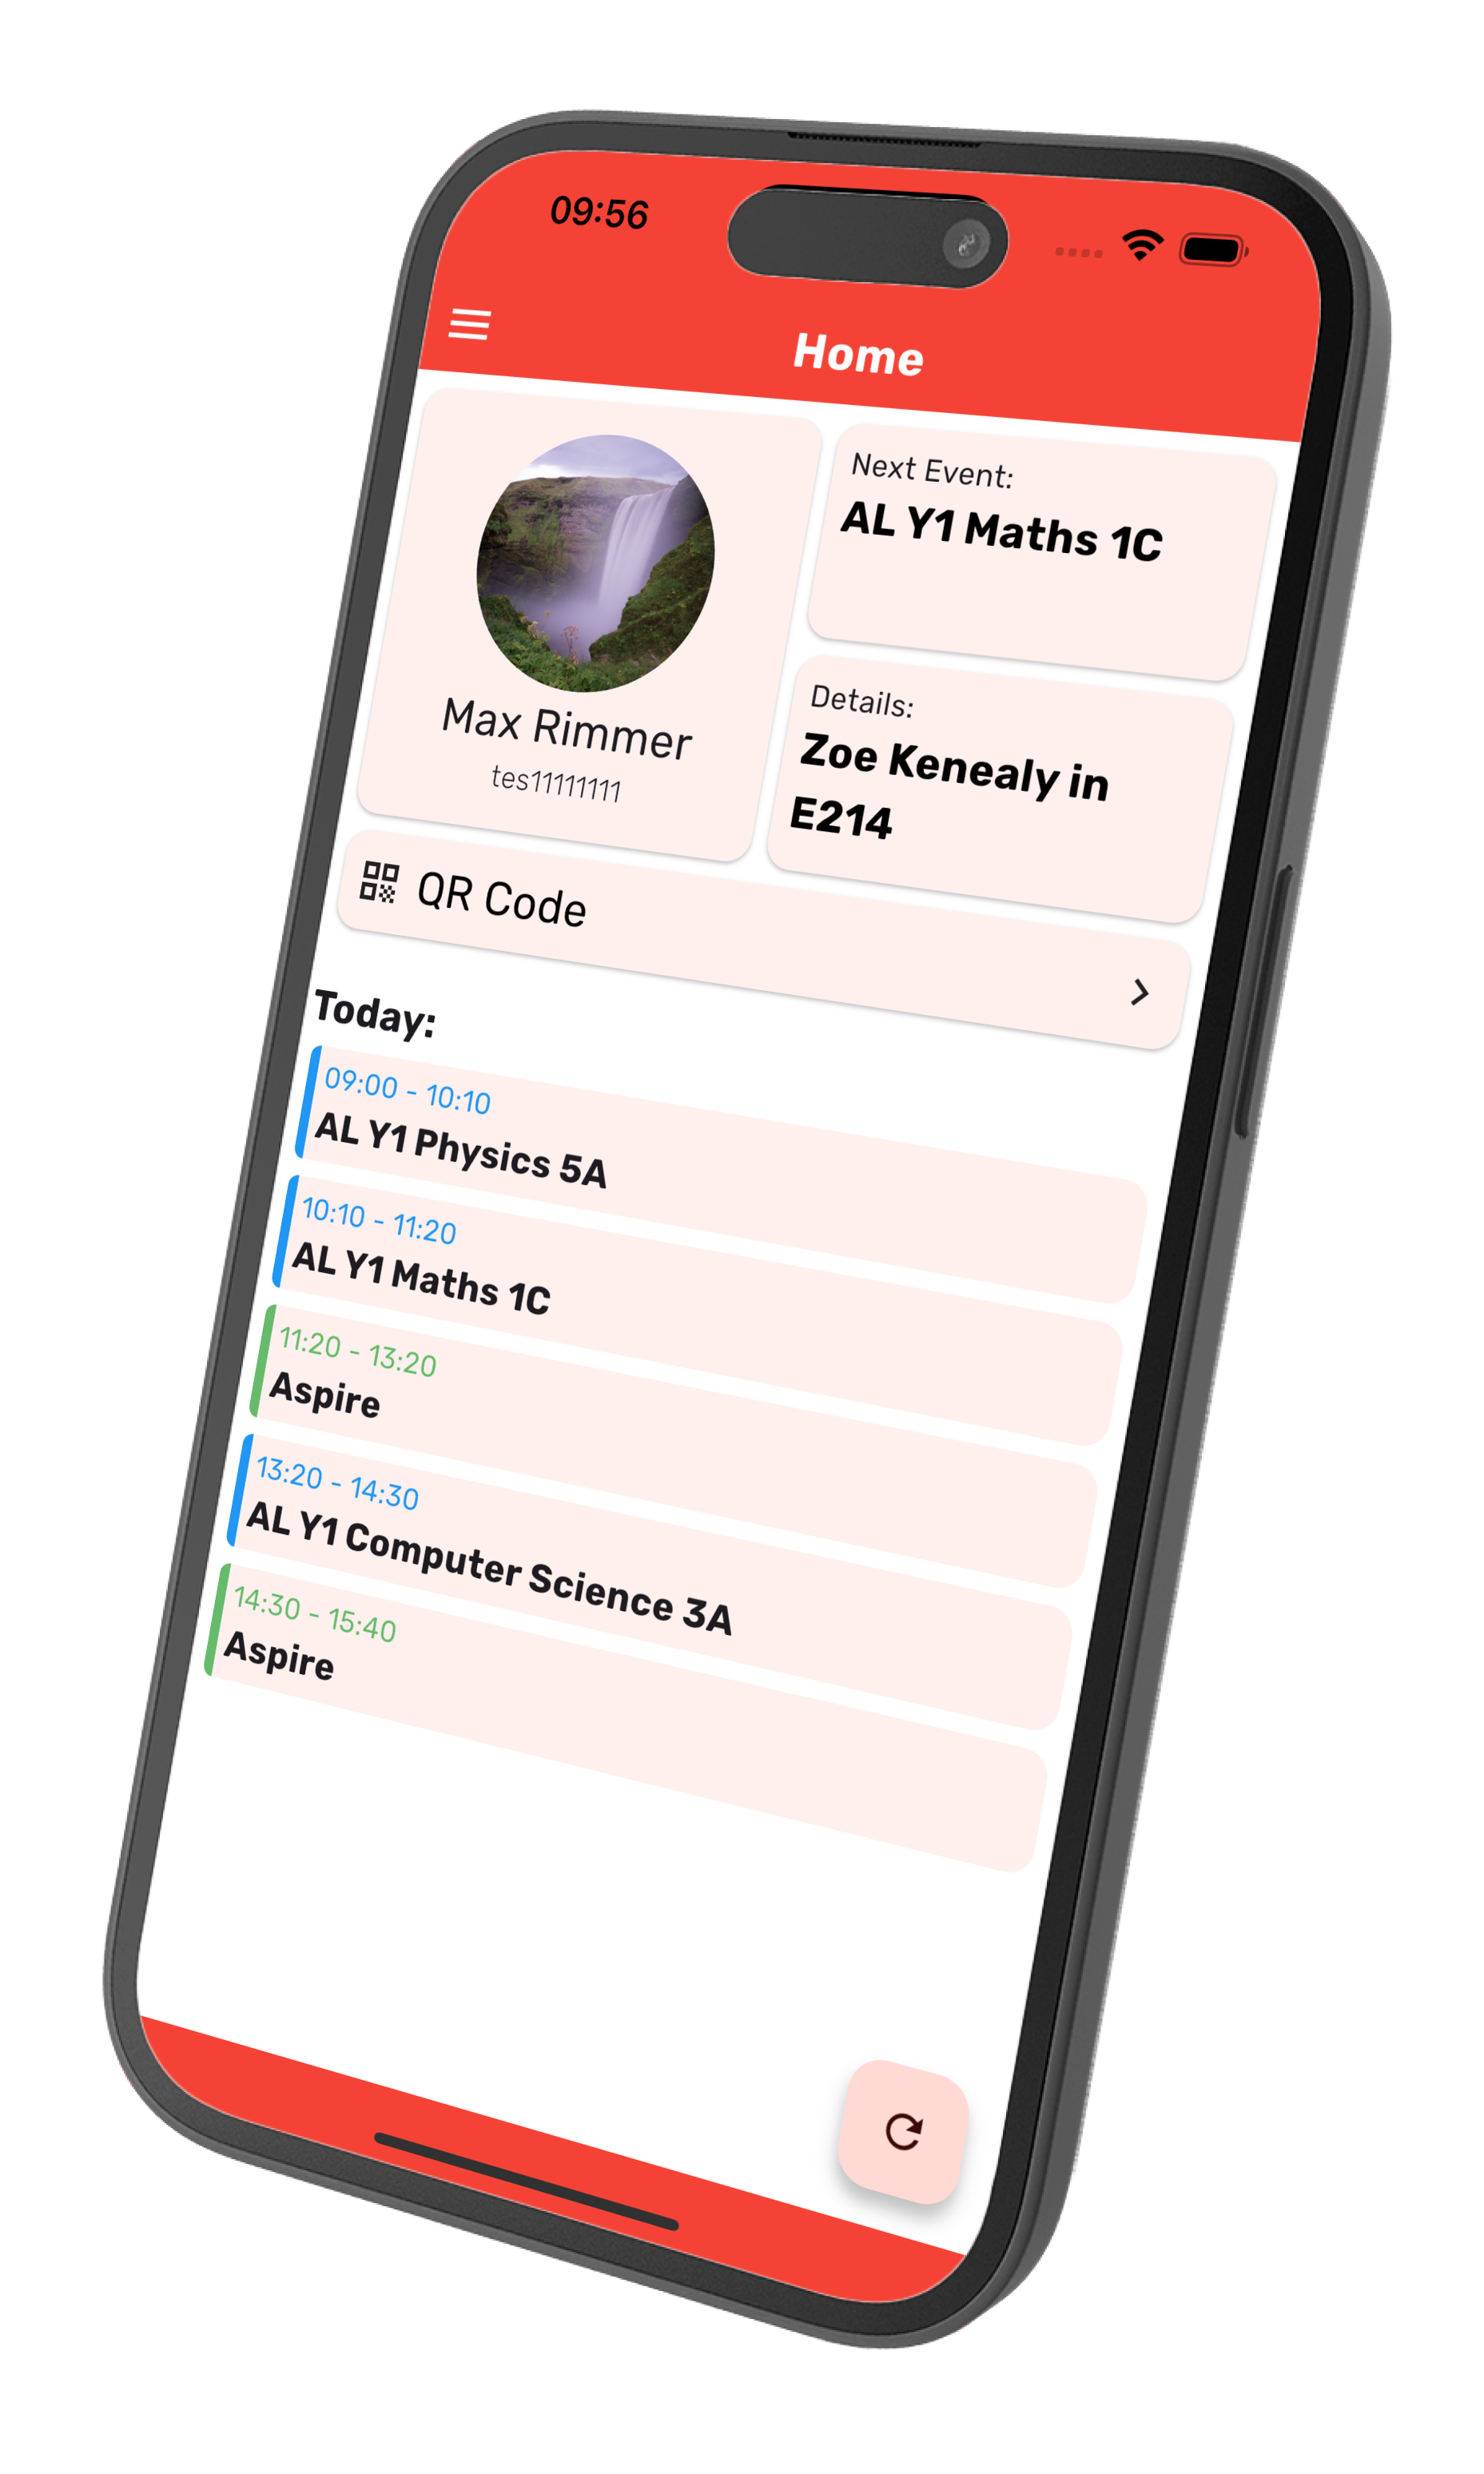 09:56
Home
Max Rimmer
tes11111111
Next Event:
AL Y1 Maths 1C
Details:
Zoe Kenealy in
E214
QR Code
Today:
09:00 - 10:10
AL Y1 Physics 5A
10:10 - 11:20
AL Y1 Maths 1C
11:20 - 13:20
Aspire
13:20 - 14:30
AL Y1 Computer Science 3A
14:30 - 15:40
Aspire